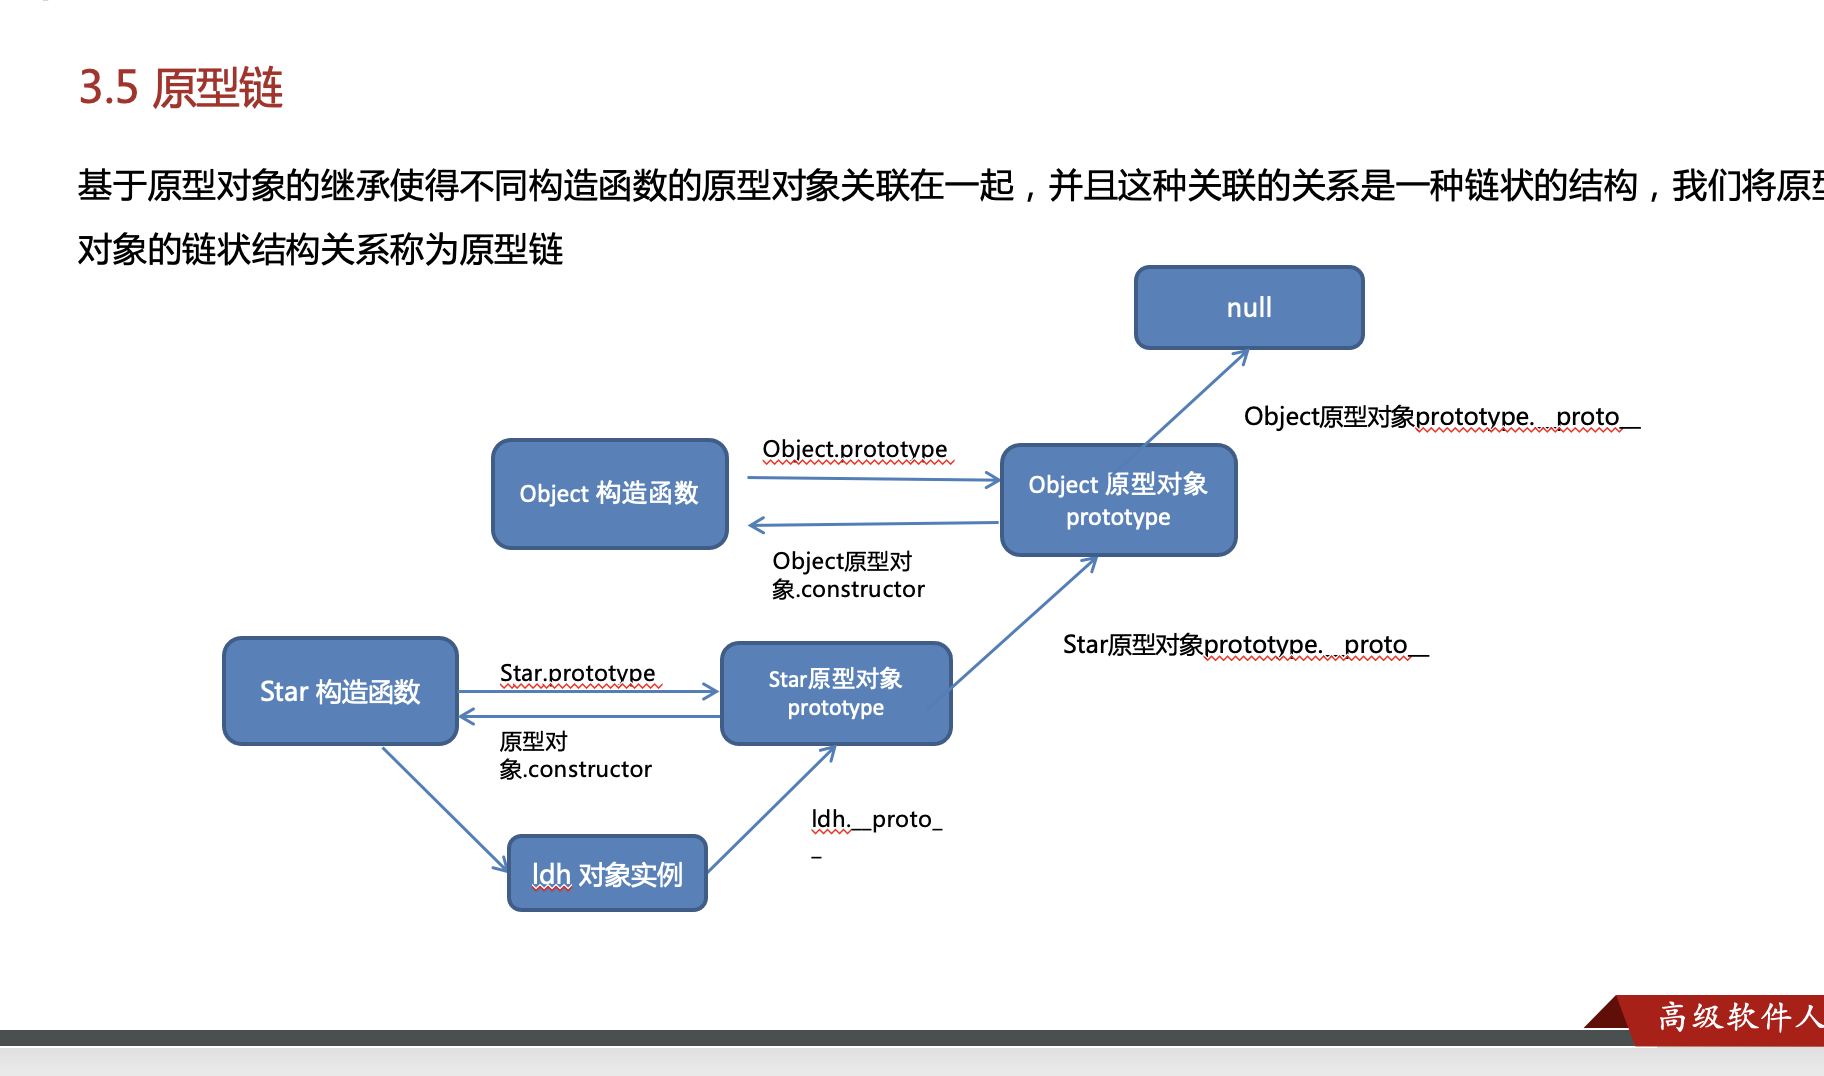 3.5 原型链
基于原型对象的继承使得不同构造函数的原型对象关联在一起，并且这种关联的关系是一种链状的结构，我们将原型
对象的链状结构关系称为原型链
null
Object原型对象prototype.__proto__
Object.prototype
Object 构造函数
Object 原型对象
prototype
Object原型对
象.constructor
Star原型对象prototype.__proto__
Star 构造函数
Star.prototype
Star原型对象
prototype
原型对
象.constructor
ldh.__proto_
_
ldh 对象实例
高级软件人